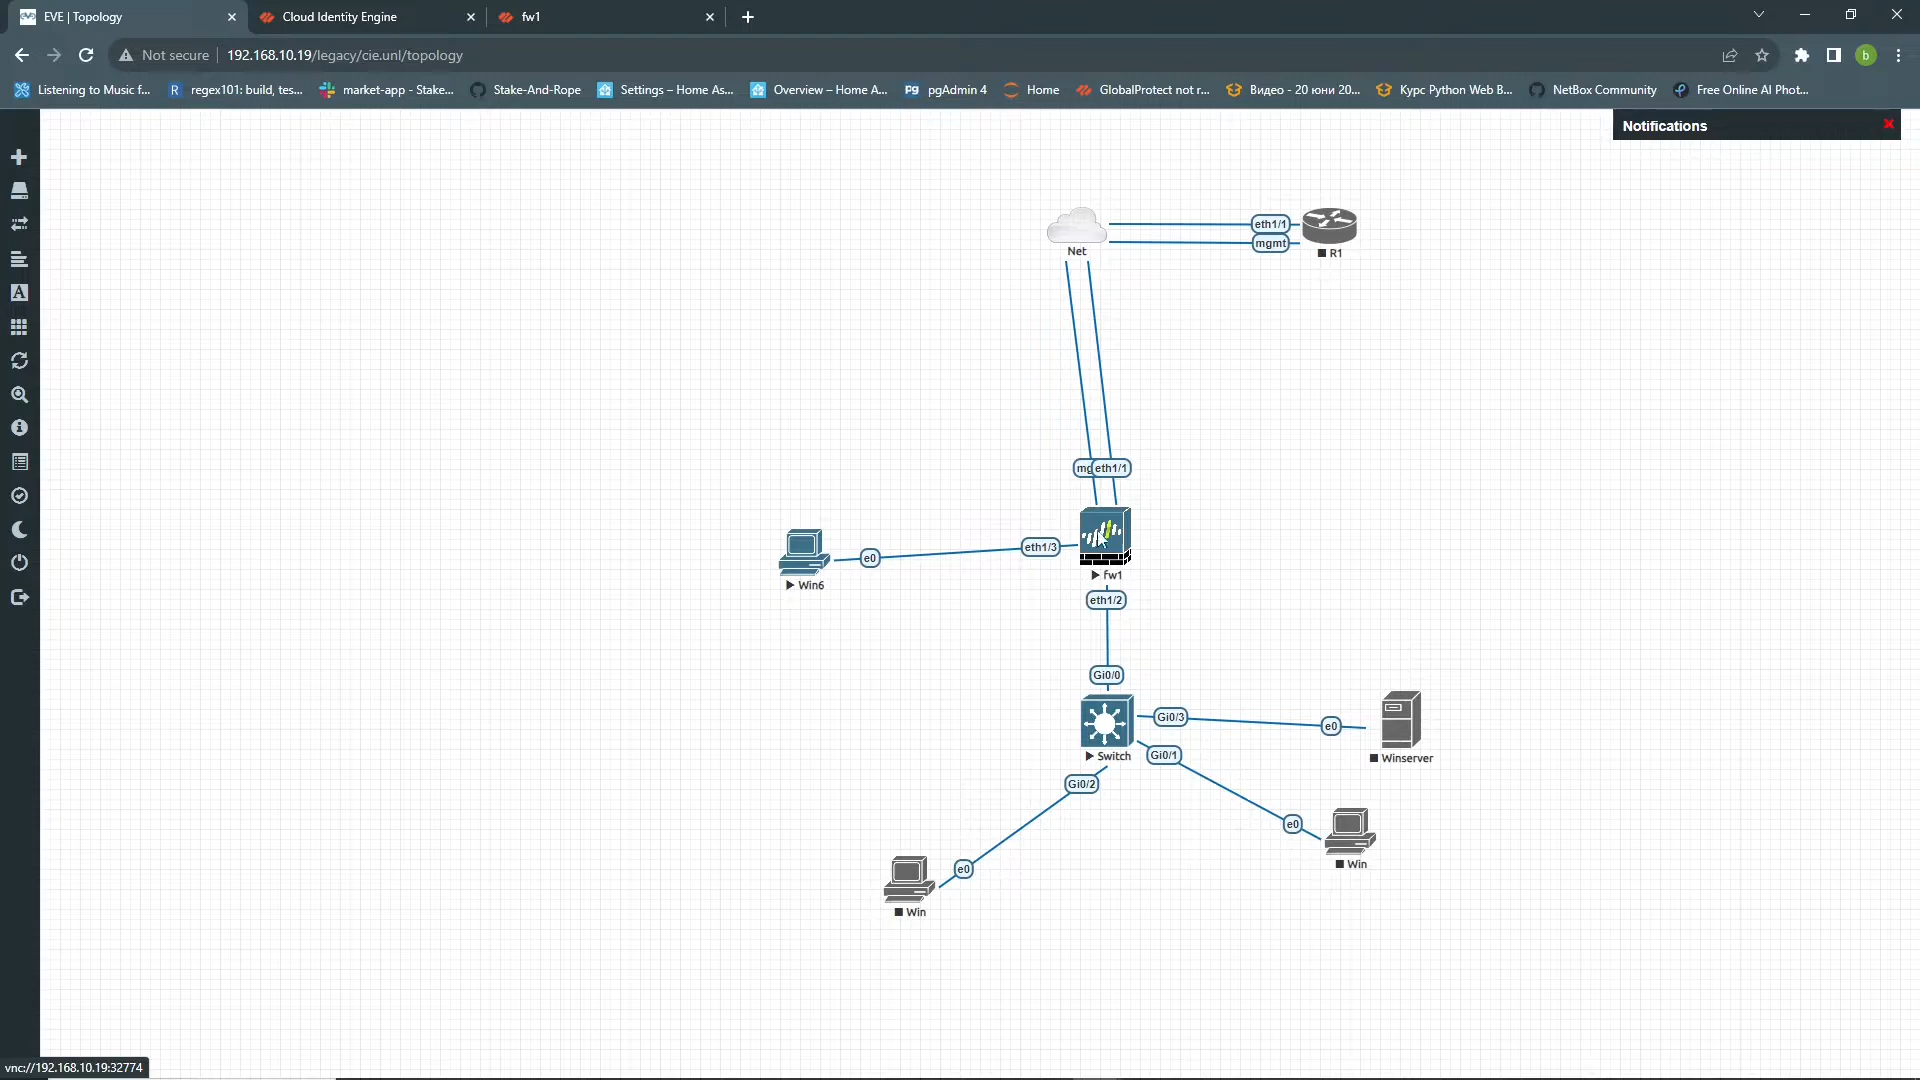 EVE | Topology
Cloud Identity Engine
fw1
Not secure
192.168.10.19/legacy/cie.unl/topology
b
Listening to Music f...
R
regex101: build, tes...
market-app - Stake...
Stake-And-Rope
Settings – Home As...
Overview – Home A...
Pg
pgAdmin 4
Home
GlobalProtect not r...
Видео - 20 юни 20...
Курс Python Web B...
NetBox Community
Free Online AI Phot...
Notifications
A
Net
eth1/1
mgmt
R1
mg
eth1/1
Win6
e0
eth1/3
fw1
eth1/2
Gi0/0
Switch
Gi0/3
e0
Winserver
Gi0/1
Gi0/2
e0
Win
e0
Win
vnc://192.168.10.19:32774